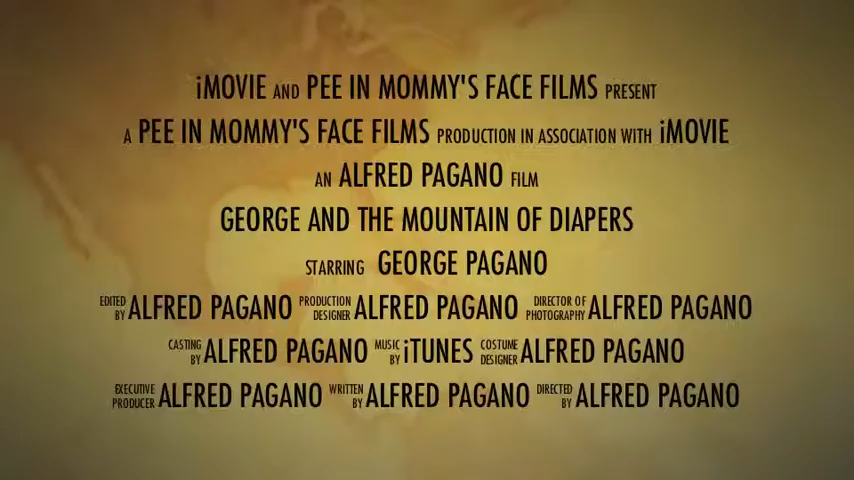 iMOVIE AND PEE IN MOMMY'S FACE FILMS PRESENT
A PEE IN MOMMY'S FACE FILMS PRODUCTION IN ASSOCIATION WITH iMOVIE
AN ALFRED PAGANO FILM
GEORGE AND THE MOUNTAIN OF DIAPERS
STARRING GEORGE PAGANO
EDITED BY ALFRED PAGANO PRODUCTION DESIGNER ALFRED PAGANO DIRECTOR OF PHOTOGRAPHY ALFRED PAGANO
CASTING BY ALFRED PAGANO MUSIC BY iTUNES COSTUME DESIGNER ALFRED PAGANO
EXECUTIVE PRODUCER ALFRED PAGANO WRITTEN BY ALFRED PAGANO DIRECTED BY ALFRED PAGANO